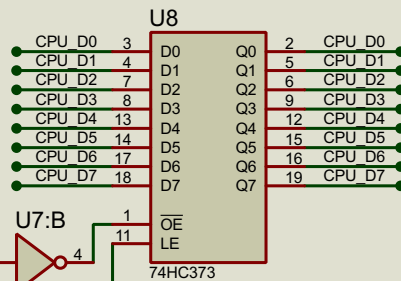 U8
CPU_D0 3 D0 Q0 2 CPU_D0
CPU_D1 4 D1 Q1 5 CPU_D1
CPU_D2 7 D2 Q2 6 CPU_D2
CPU_D3 8 D3 Q3 9 CPU_D3
CPU_D4 13 D4 Q4 12 CPU_D4
CPU_D5 14 D5 Q5 15 CPU_D5
CPU_D6 17 D6 Q6 16 CPU_D6
CPU_D7 18 D7 Q7 19 CPU_D7
U7:B
1 OE
11 LE
4
74HC373